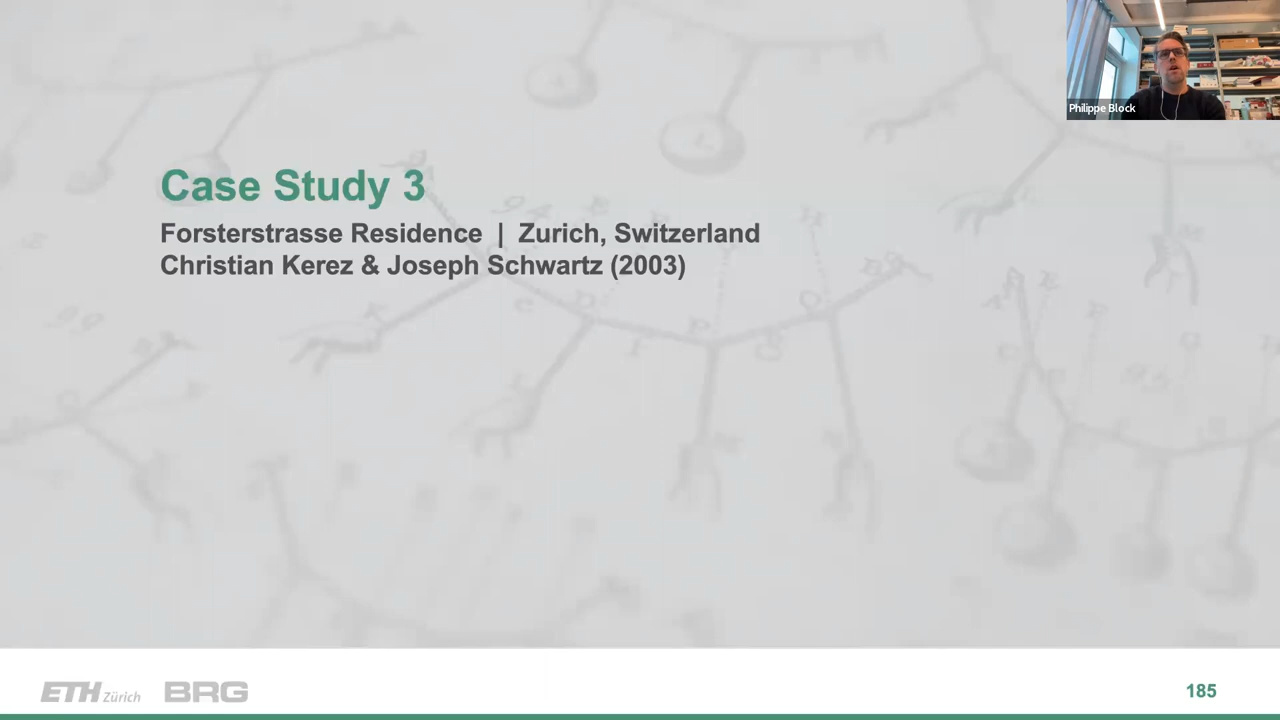 Philippe Block
Case Study 3
Forsterstrasse Residence | Zurich, Switzerland
Christian Kerez & Joseph Schwartz (2003)
ETH Zürich BRG
185